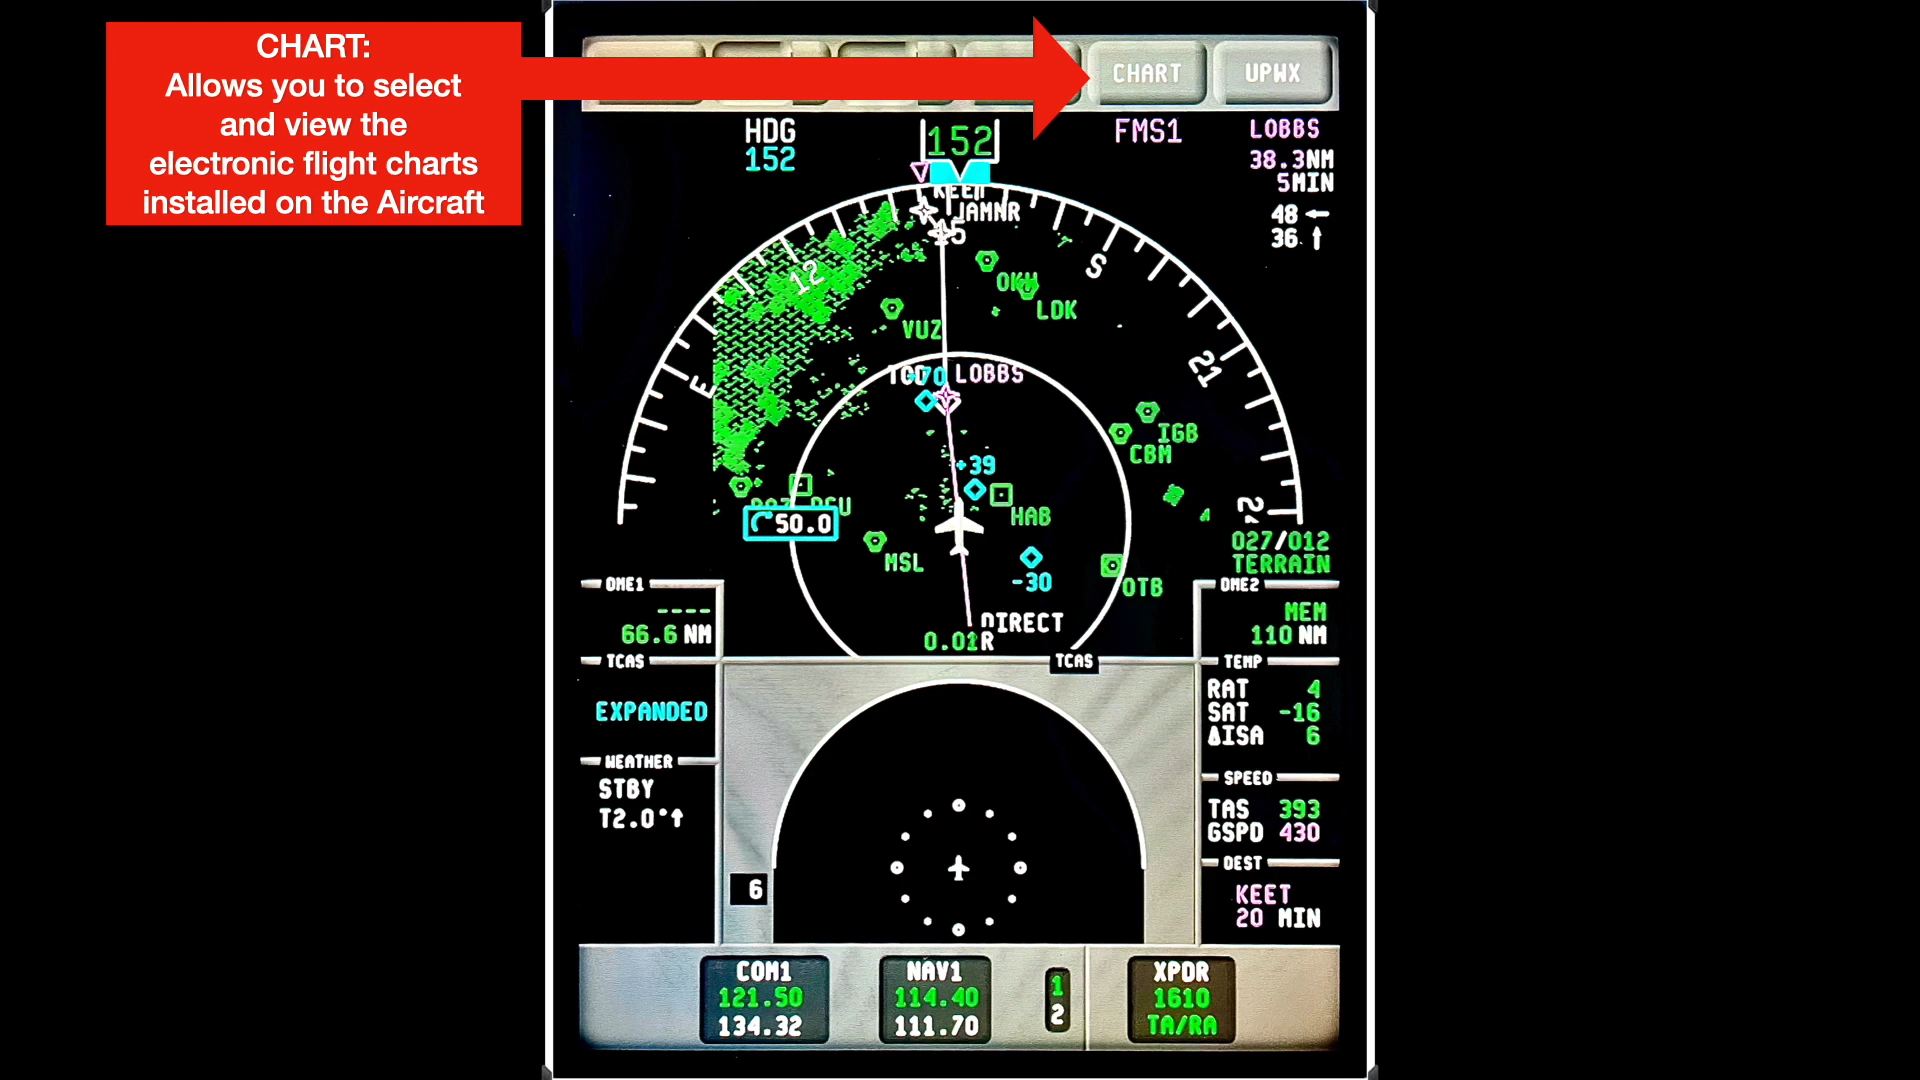 CHART:
Allows you to select
and view the
electronic flight charts
installed on the Aircraft
CHART
UPWX
HDG
152
152
FMS1
LOBBS
38.3NM
5MIN
48 ←
36 ↑
JAMNR
15
12
S
21
E
VUZ
LDK
LOBBS
IGB
CBM
+39
HAB
50.0
MSL
-30
OTB
027/012
TERRAIN
DIRECT
R
DME1
----
66.6 NM
TCAS
EXPANDED
WEATHER
STBY
T2.0°↑
TCAS
6
DME2
MEM
110 NM
TEMP
RAT 4
SAT -16
ΔISA 6
SPEED
TAS 393
GSPD 430
DEST
KEET
20 MIN
COM1
121.50
134.32
NAV1
114.40
111.70
1
2
XPDR
1610
TA/RA